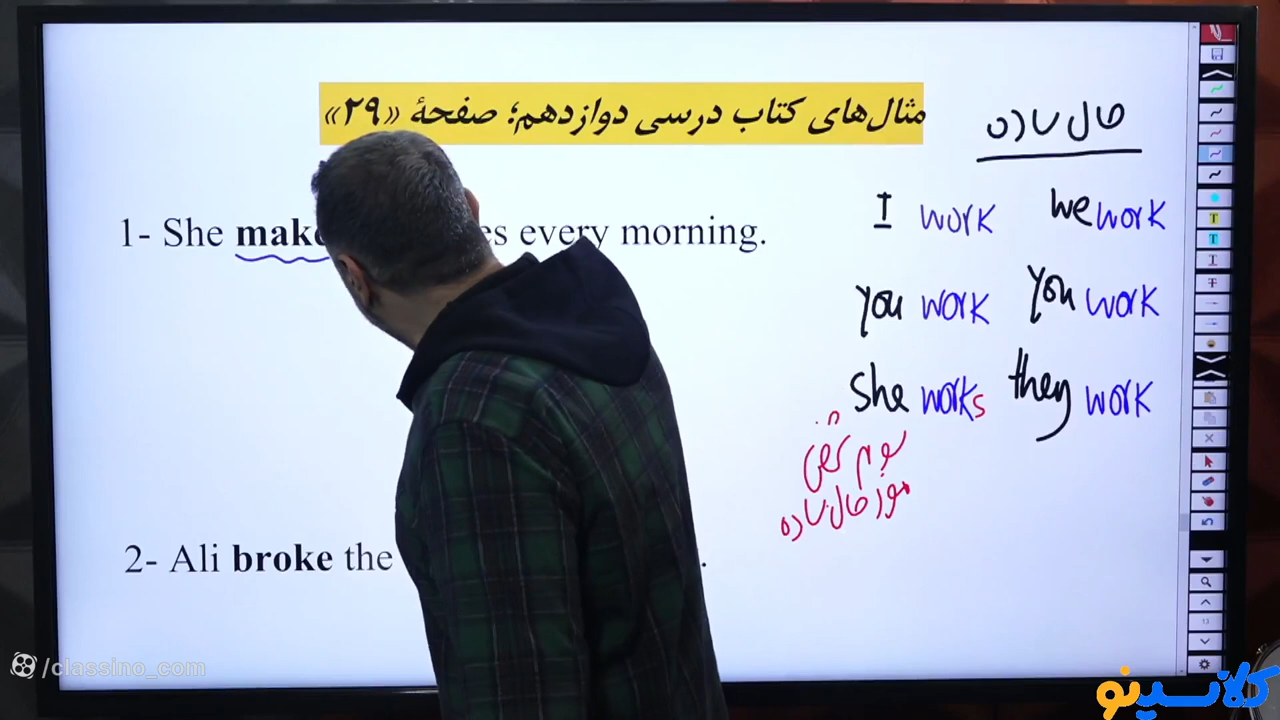 مثال‌های کتاب درسی دوازدهم؛ صفحهٔ «۲۹»
حال ساده
1- She make es every morning.
I work we work
you work you work
she works they work
سوم شخص
حال ساده
2- Ali broke the .
/classino_com
کلاسینو
13